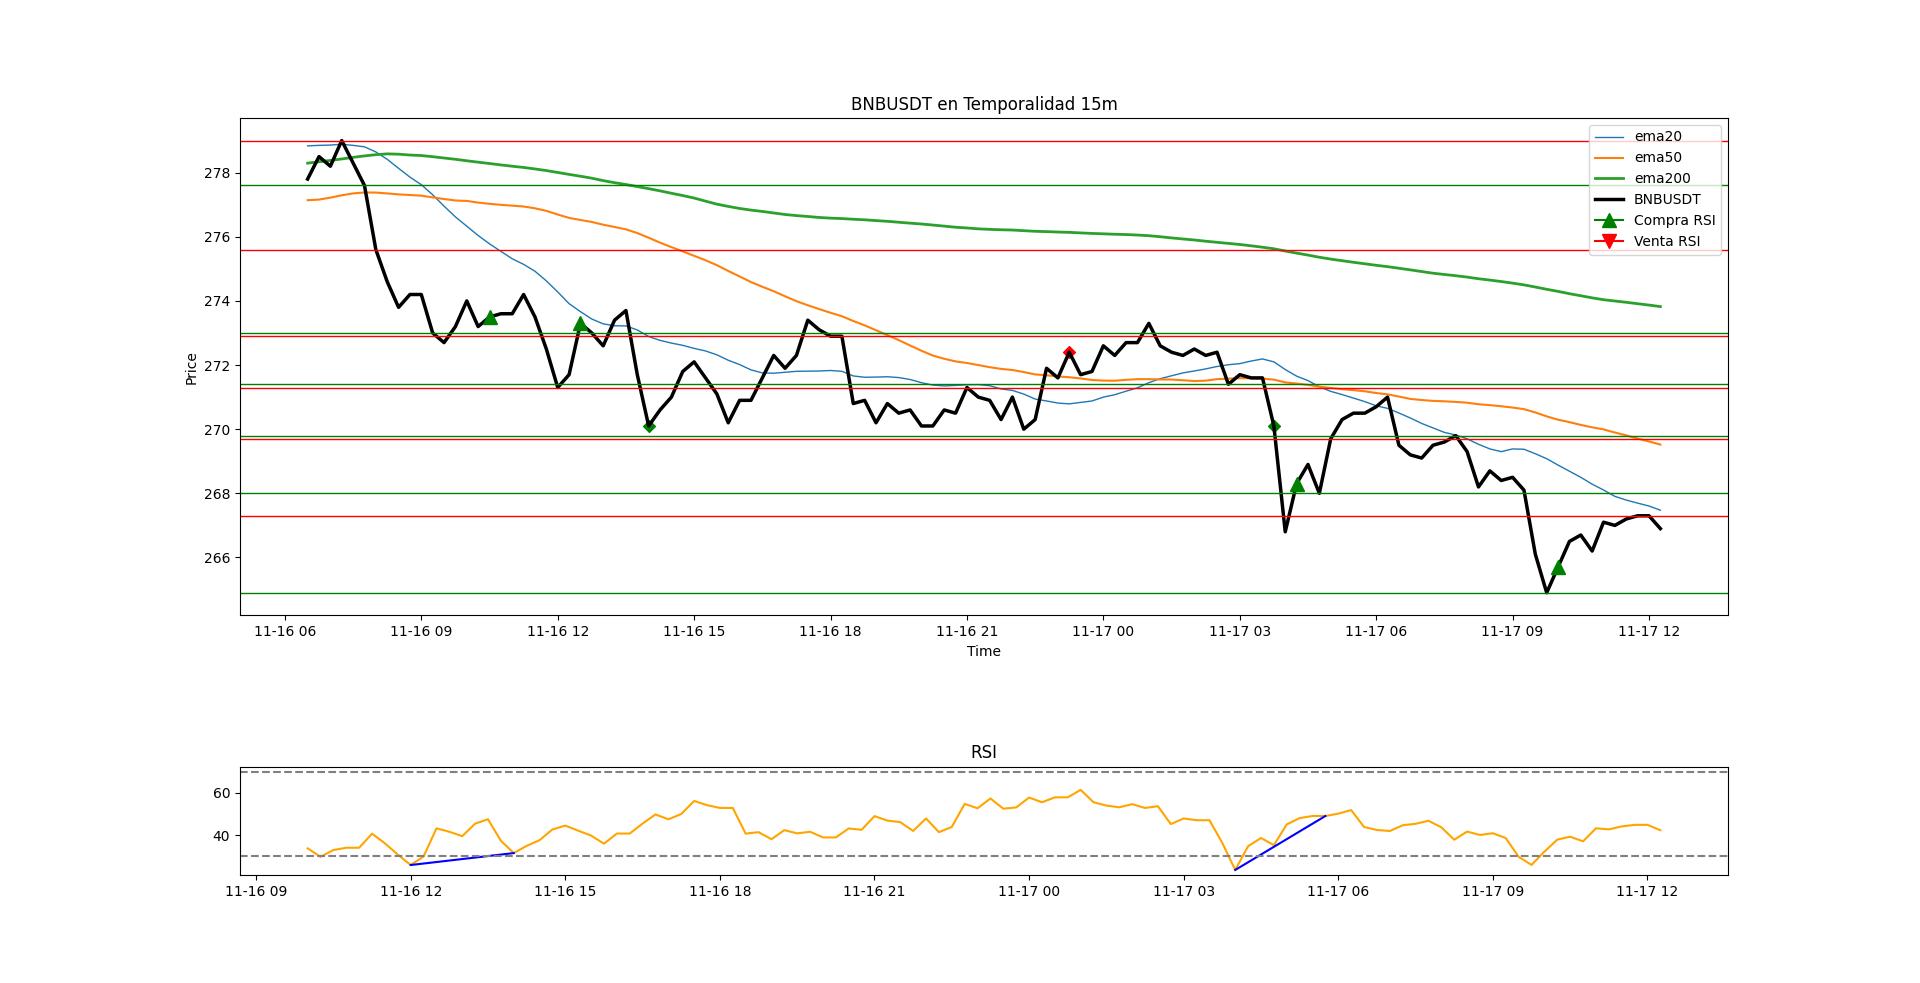 BNBUSDT en Temporalidad 15m
ema20
ema50
ema200
BNBUSDT
Compra RSI
Venta RSI
278
276
274
272
270
268
266
Price
11-16 06 11-16 09 11-16 12 11-16 15 11-16 18 11-16 21 11-17 00 11-17 03 11-17 06 11-17 09 11-17 12
Time
RSI
60
40
11-16 09 11-16 12 11-16 15 11-16 18 11-16 21 11-17 00 11-17 03 11-17 06 11-17 09 11-17 12